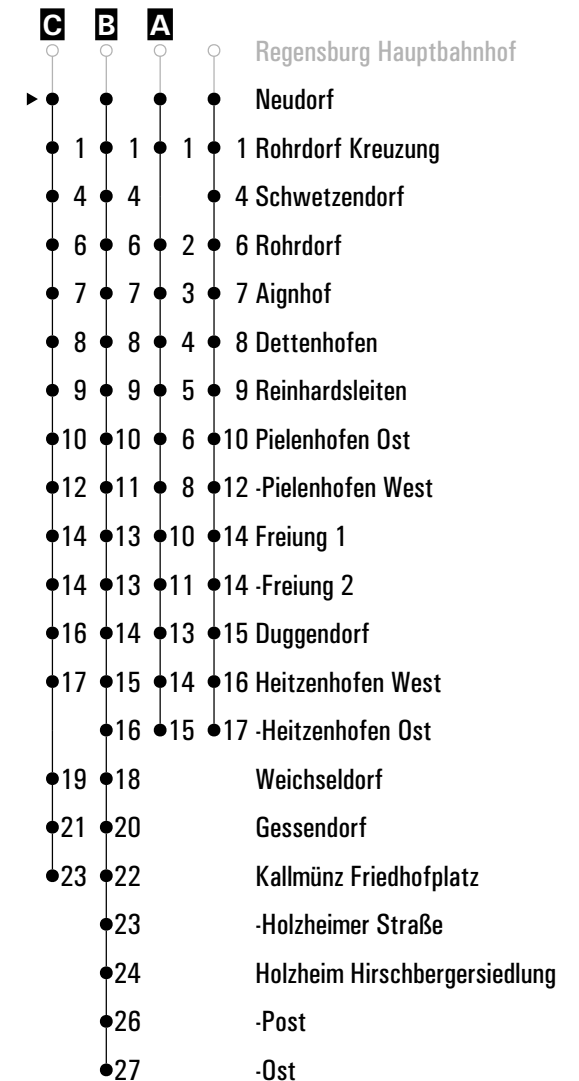 C B A
Regensburg Hauptbahnhof
Neudorf
1 1 1 1 Rohrdorf Kreuzung
4 4 4 Schwetzendorf
6 6 2 6 Rohrdorf
7 7 3 7 Aignhof
8 8 4 8 Dettenhofen
9 9 5 9 Reinhardsleiten
10 10 6 10 Pielenhofen Ost
12 11 8 12 -Pielenhofen West
14 13 10 14 Freiung 1
14 13 11 14 -Freiung 2
16 14 13 15 Duggendorf
17 15 14 16 Heitzenhofen West
16 15 17 -Heitzenhofen Ost
19 18 Weichseldorf
21 20 Gessendorf
23 22 Kallmünz Friedhofplatz
23 -Holzheimer Straße
24 Holzheim Hirschbergersiedlung
26 -Post
27 -Ost